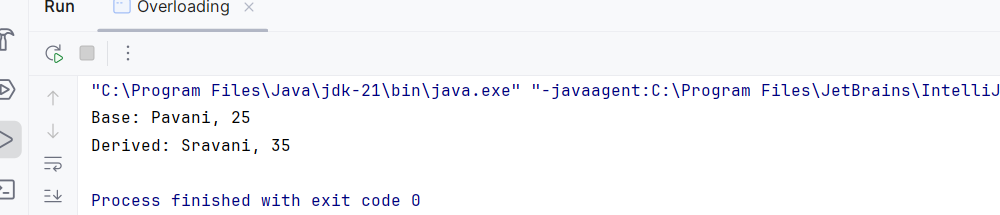 Run Overloading
"C:\Program Files\Java\jdk-21\bin\java.exe" "-javaagent:C:\Program Files\JetBrains\IntelliJ
Base: Pavani, 25
Derived: Sravani, 35
Process finished with exit code 0